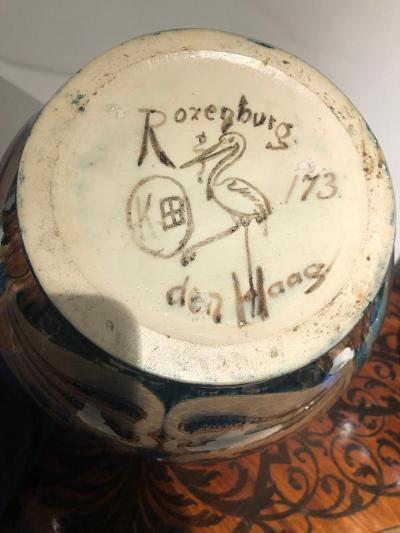 Rozenburg
173.
den Haag